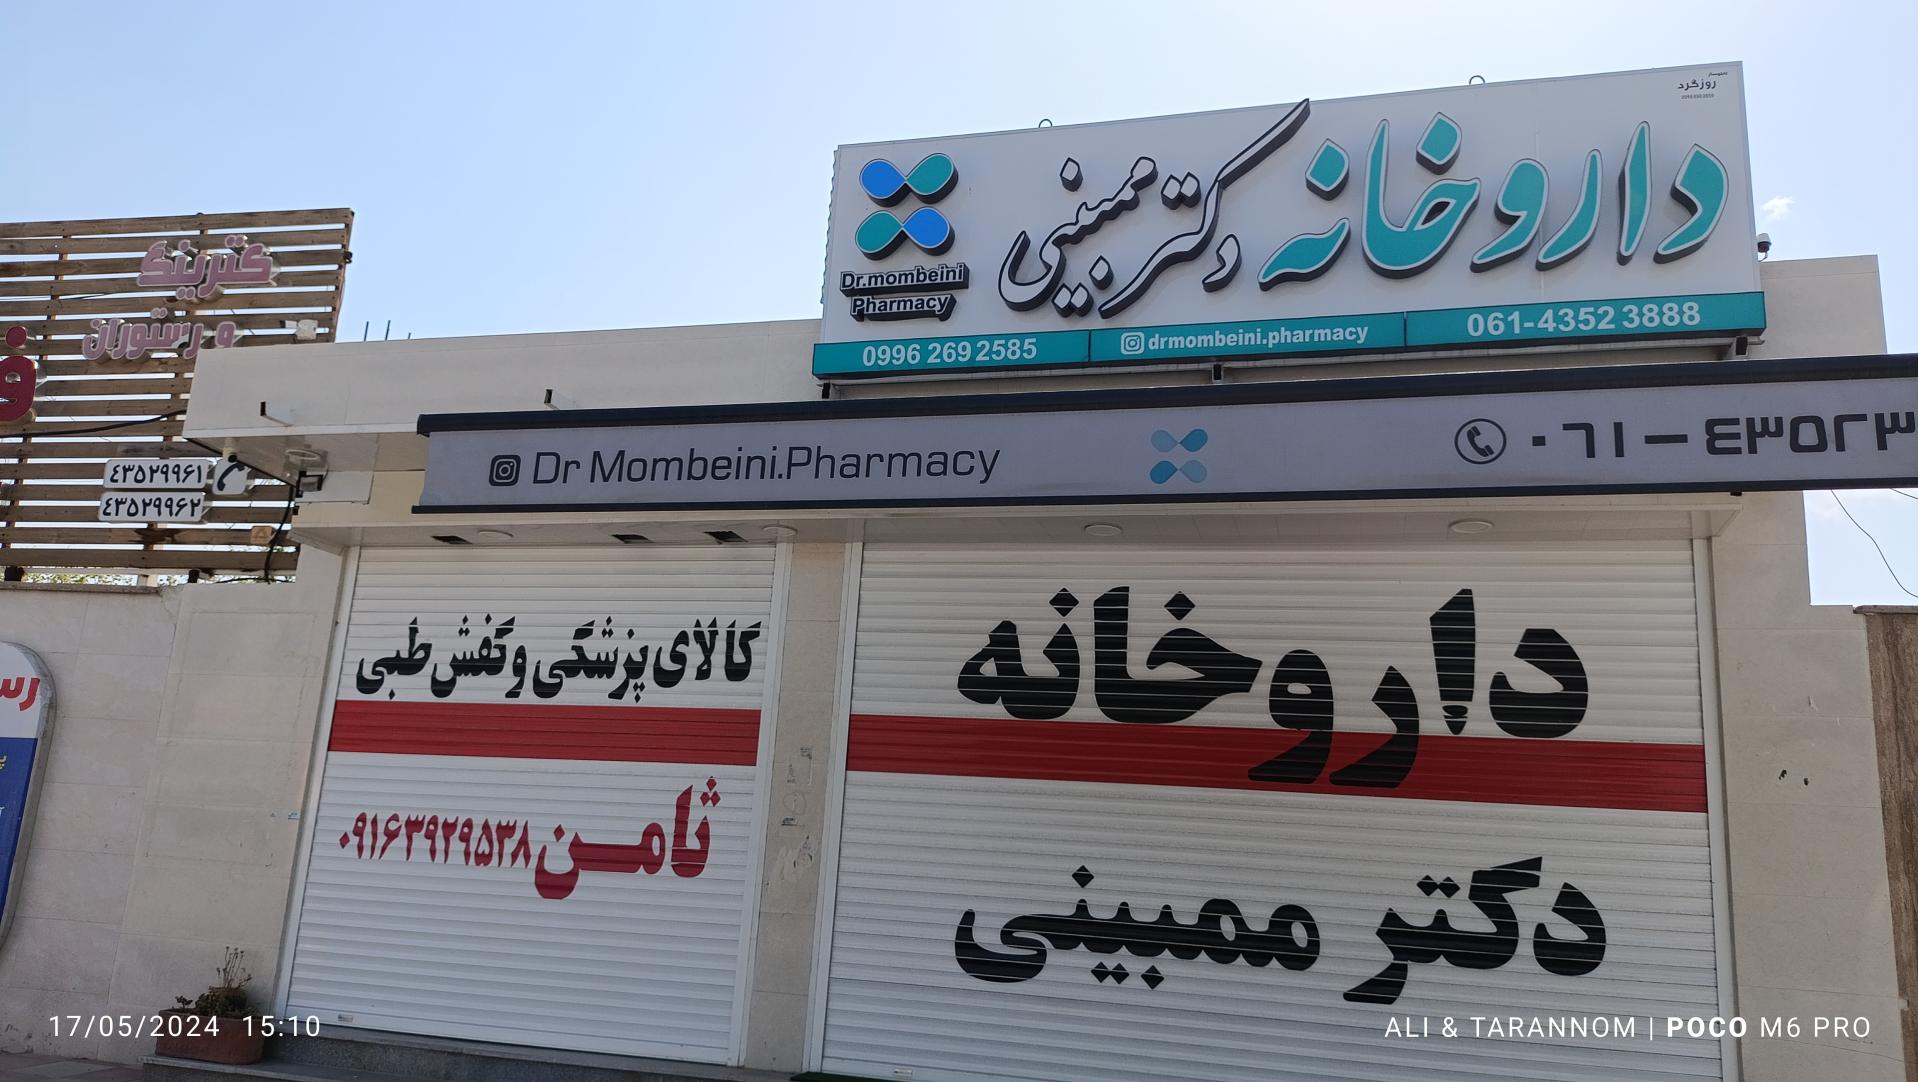 روزگرد
داروخانه دکتر ممبینی
Dr.mombeini
Pharmacy
0996 269 2585
drmombeini.pharmacy
061-4352 3888
Dr Mombeini.Pharmacy
۰۶۱-۴۳۵۲۳
کترینگ
و رستوران
۴۳۵۲۹۹۶۱
۴۳۵۲۹۹۶۲
کالای پزشکی و کفش طبی
ثامن ۰۹۱۶۳۹۲۹۵۳۸
داروخانه
دکتر ممبینی
17/05/2024 15:10
ALI & TARANNOM | POCO M6 PRO